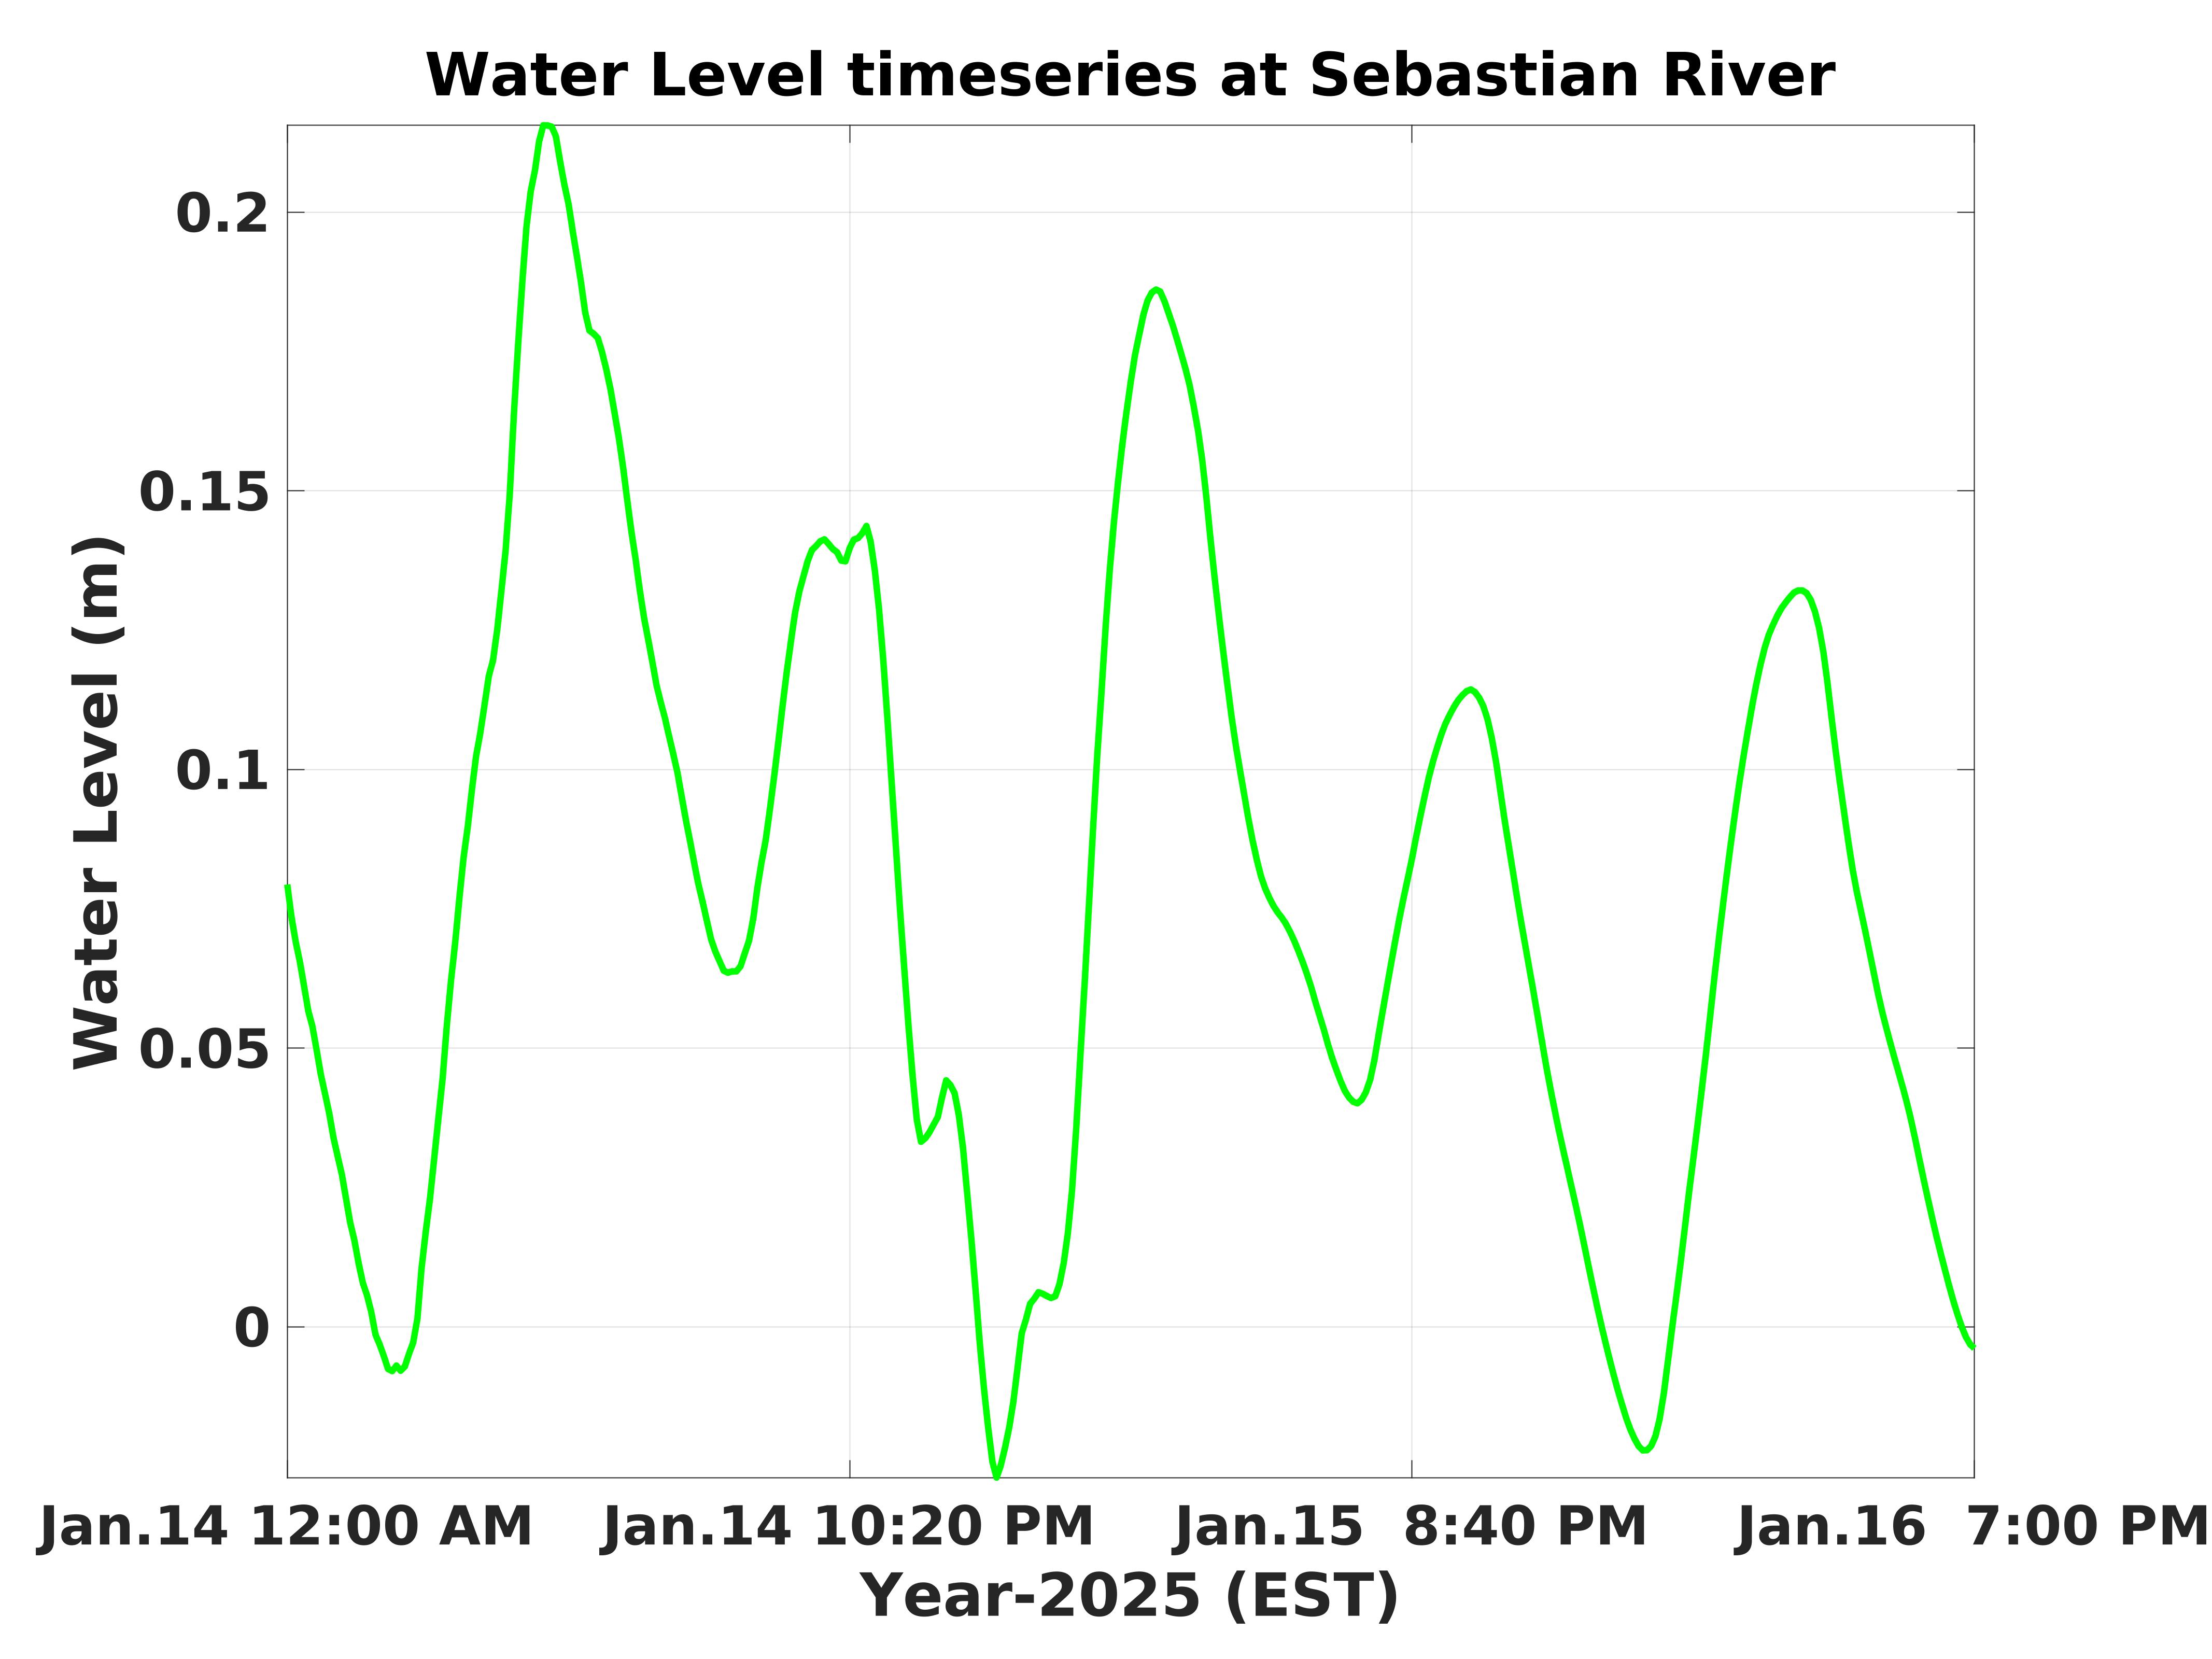 Water Level timeseries at Sebastian River
Water Level (m)
0.2
0.15
0.1
0.05
0
Jan.14 12:00 AM
Jan.14 10:20 PM
Jan.15  8:40 PM
Jan.16  7:00 PM
Year-2025 (EST)